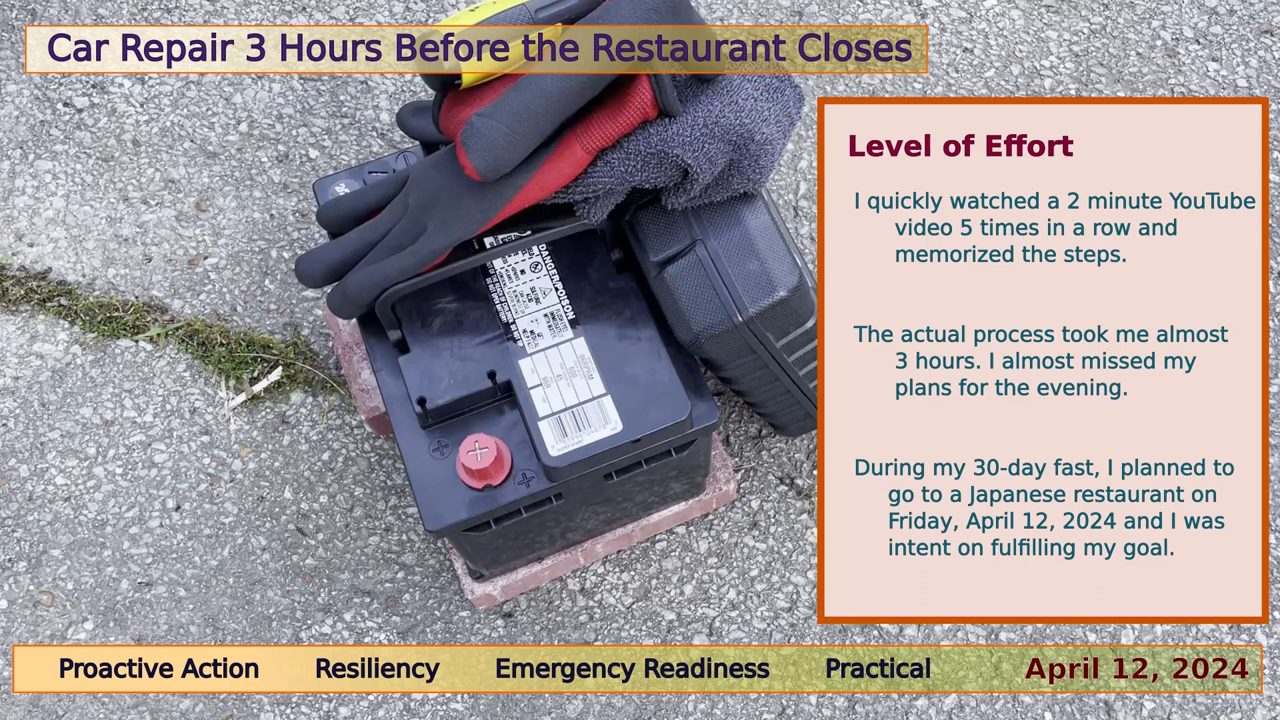 Car Repair 3 Hours Before the Restaurant Closes
Level of Effort
I quickly watched a 2 minute YouTube
video 5 times in a row and
memorized the steps.
The actual process took me almost
3 hours. I almost missed my
plans for the evening.
During my 30-day fast, I planned to
go to a Japanese restaurant on
Friday, April 12, 2024 and I was
intent on fulfilling my goal.
DANGER/POISON
Proactive Action Resiliency Emergency Readiness Practical April 12, 2024